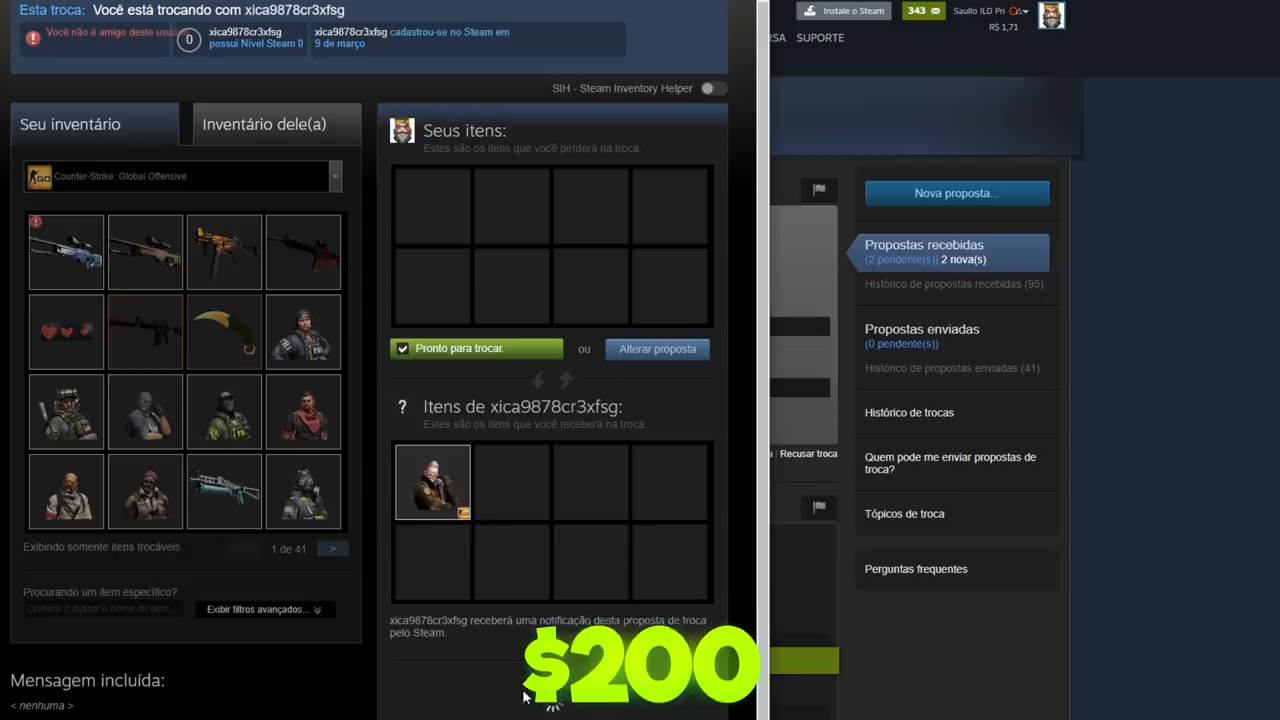 Esta troca: Você está trocando com xica9878cr3xfsg
Você não é amigo deste usuá
0
xica9878cr3xfsg
possui Nível Steam 0
xica9878cr3xfsg cadastrou-se no Steam em
9 de março
SIH - Steam Inventory Helper
Seu inventário
Inventário dele(a)
Counter-Strike: Global Offensive
Exibindo somente itens trocáveis
1 de 41
>
Procurando um item específico?
Comece a digitar o nome do item...
Exibir filtros avançados...
Mensagem incluída:
< nenhuma >
Seus itens:
Estes são os itens que você perderá na troca.
Pronto para trocar.
ou
Alterar proposta
?
Itens de xica9878cr3xfsg:
Estes são os itens que você receberá na troca.
xica9878cr3xfsg receberá uma notificação desta proposta de troca
pelo Steam.
$200
Instale o Steam
343
Saullo ILD Pri
R$ 1,71
SUPORTE
Recusar troca
Nova proposta...
Propostas recebidas
(2 pendente(s)) 2 nova(s)
Histórico de propostas recebidas (95)
Propostas enviadas
(0 pendente(s))
Histórico de propostas enviadas (41)
Histórico de trocas
Quem pode me enviar propostas de
troca?
Tópicos de troca
Perguntas frequentes